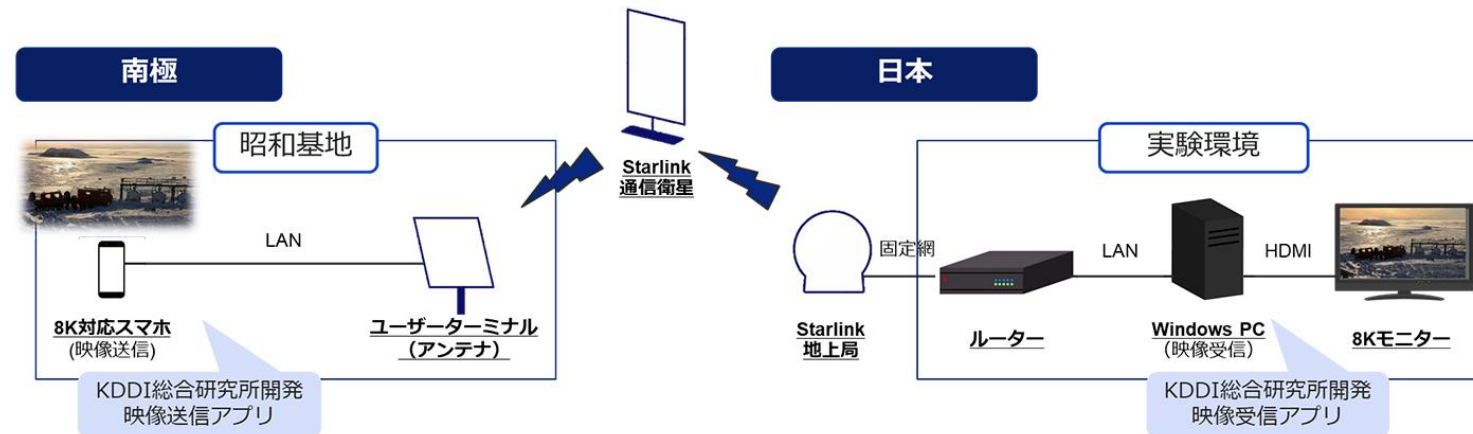 南極
昭和基地
LAN
8K対応スマホ
(映像送信)
ユーザーターミナル
(アンテナ)
KDDI総合研究所開発
映像送信アプリ
Starlink
通信衛星
日本
実験環境
Starlink
地上局
固定網
ルーター
LAN
Windows PC
(映像受信)
HDMI
8Kモニター
KDDI総合研究所開発
映像受信アプリ